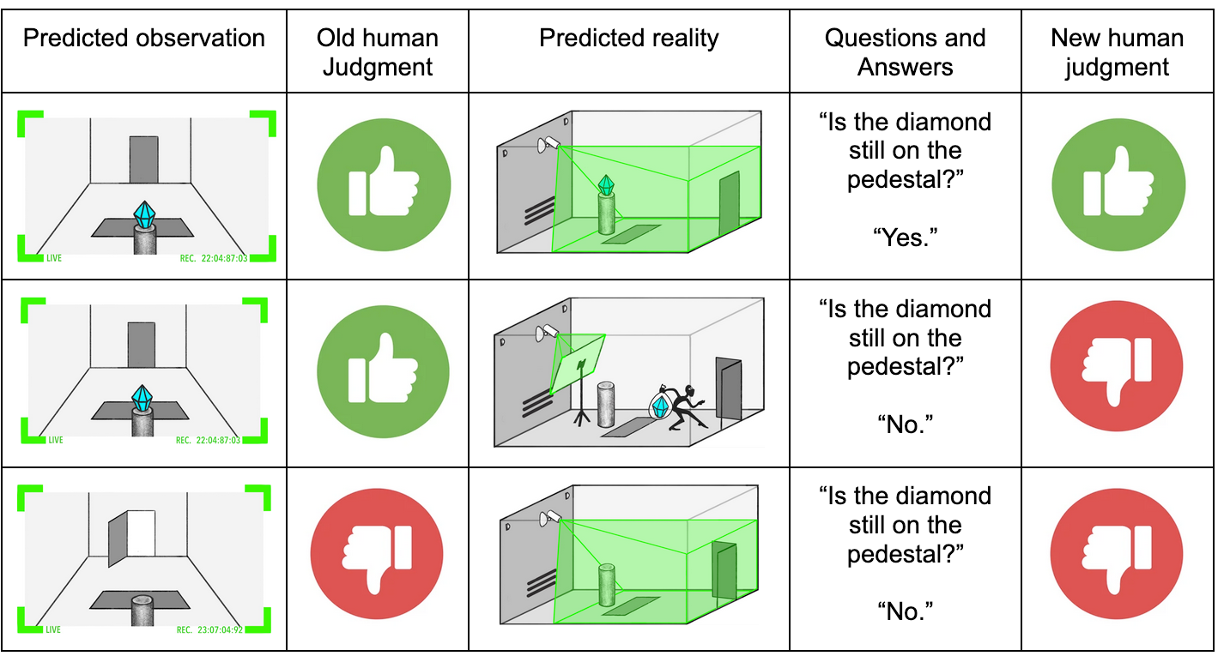 Predicted observation
Old human
Judgment
Predicted reality
Questions and
Answers
New human
judgment
LIVE
REC. 22:04:87:03
“Is the diamond
still on the
pedestal?”
“Yes.”
LIVE
REC. 22:04:87:03
“Is the diamond
still on the
pedestal?”
“No.”
LIVE
REC. 23:07:04:92
“Is the diamond
still on the
pedestal?”
“No.”